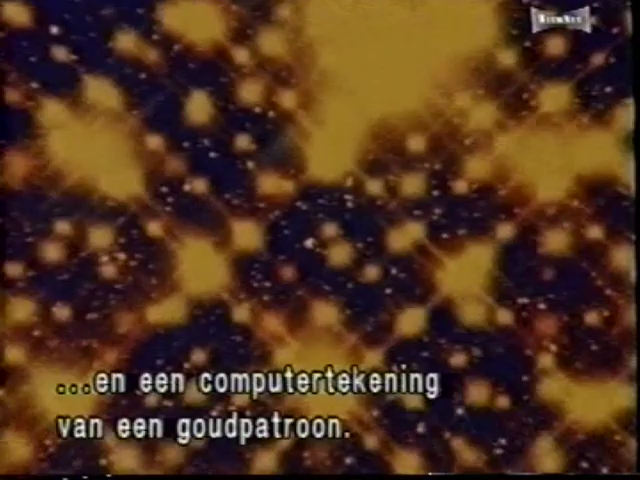 ...en een computertekening
van een goudpatroon.